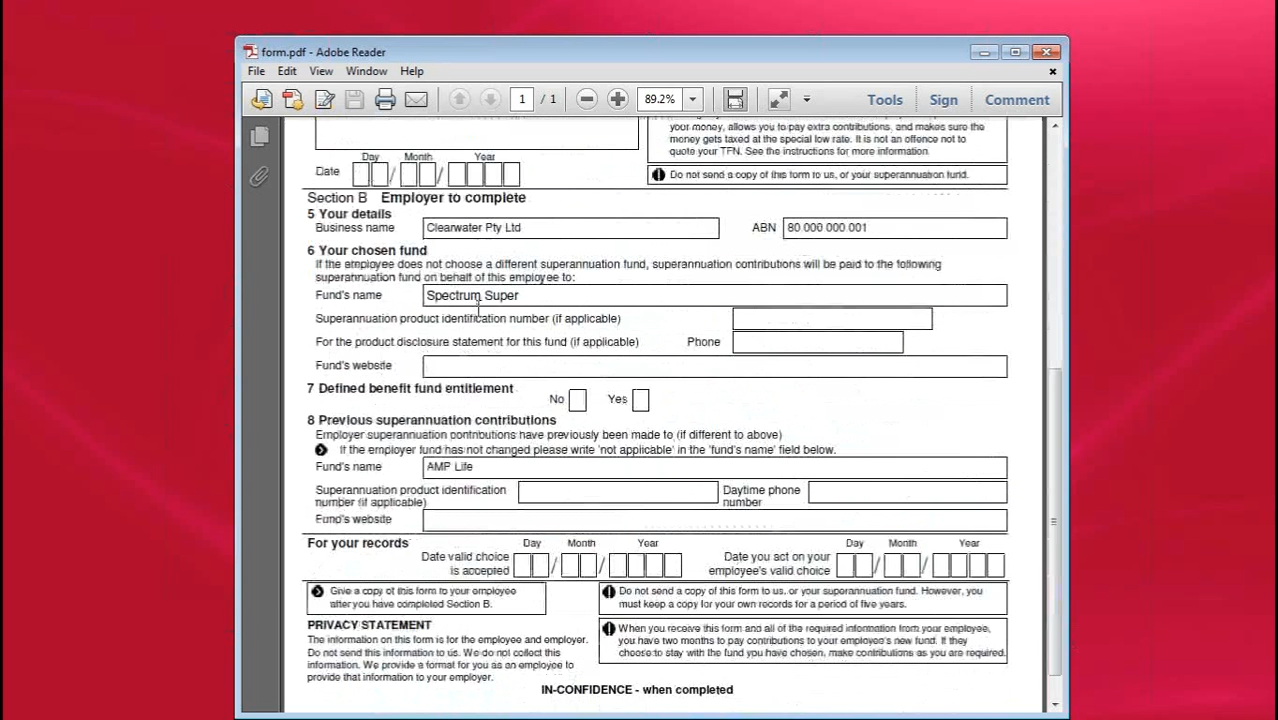 form.pdf - Adobe Reader
File Edit View Window Help
1 / 1 89.2% Tools Sign Comment
your money, allows you to pay extra contributions, and makes sure the
money gets taxed at the special low rate. It is not an offence not to
quote your TFN. See the instructions for more information.
Day Month Year
Date / /
Do not send a copy of this form to us, or your superannuation fund.
Section B Employer to complete
5 Your details
Business name Clearwater Pty Ltd ABN 80 000 000 001
6 Your chosen fund
If the employee does not choose a different superannuation fund, superannuation contributions will be paid to the following
superannuation fund on behalf of this employee to:
Fund's name Spectrum Super
Superannuation product identification number (if applicable)
For the product disclosure statement for this fund (if applicable) Phone
Fund's website
7 Defined benefit fund entitlement
No Yes
8 Previous superannuation contributions
Employer superannuation contributions have previously been made to (if different to above)
If the employer fund has not changed please write 'not applicable' in the 'fund's name' field below.
Fund's name AMP Life
Superannuation product identification
number (if applicable)
Daytime phone
number
Fund's website
For your records
Day Month Year
Date valid choice
is accepted
/ /
Day Month Year
Date you act on your
employee's valid choice
/ /
Give a copy of this form to your employee
after you have completed Section B.
Do not send a copy of this form to us, or your superannuation fund. However, you
must keep a copy for your own records for a period of five years.
PRIVACY STATEMENT
The information on this form is for the employee and employer.
Do not send this information to us. We do not collect this
information. We provide a format for you as an employee to
provide that information to your employer.
When you receive this form and all of the required information from your employee,
you have two months to pay contributions to your employee's new fund. If they
choose to stay with the fund you have chosen, make contributions as you are required.
IN-CONFIDENCE - when completed